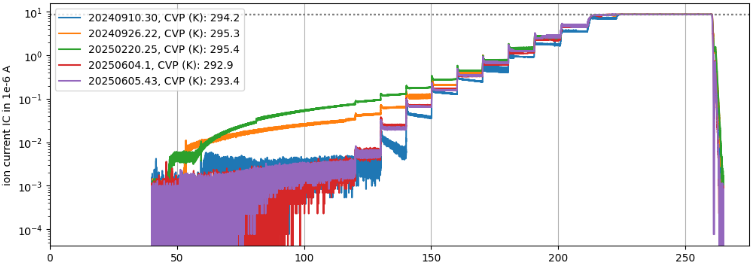 ion current IC in 1e-6 A
10¹
10⁰
10⁻¹
10⁻²
10⁻³
10⁻⁴
20240910.30, CVP (K): 294.2
20240926.22, CVP (K): 295.3
20250220.25, CVP (K): 295.4
20250604.1, CVP (K): 292.9
20250605.43, CVP (K): 293.4
0
50
100
150
200
250